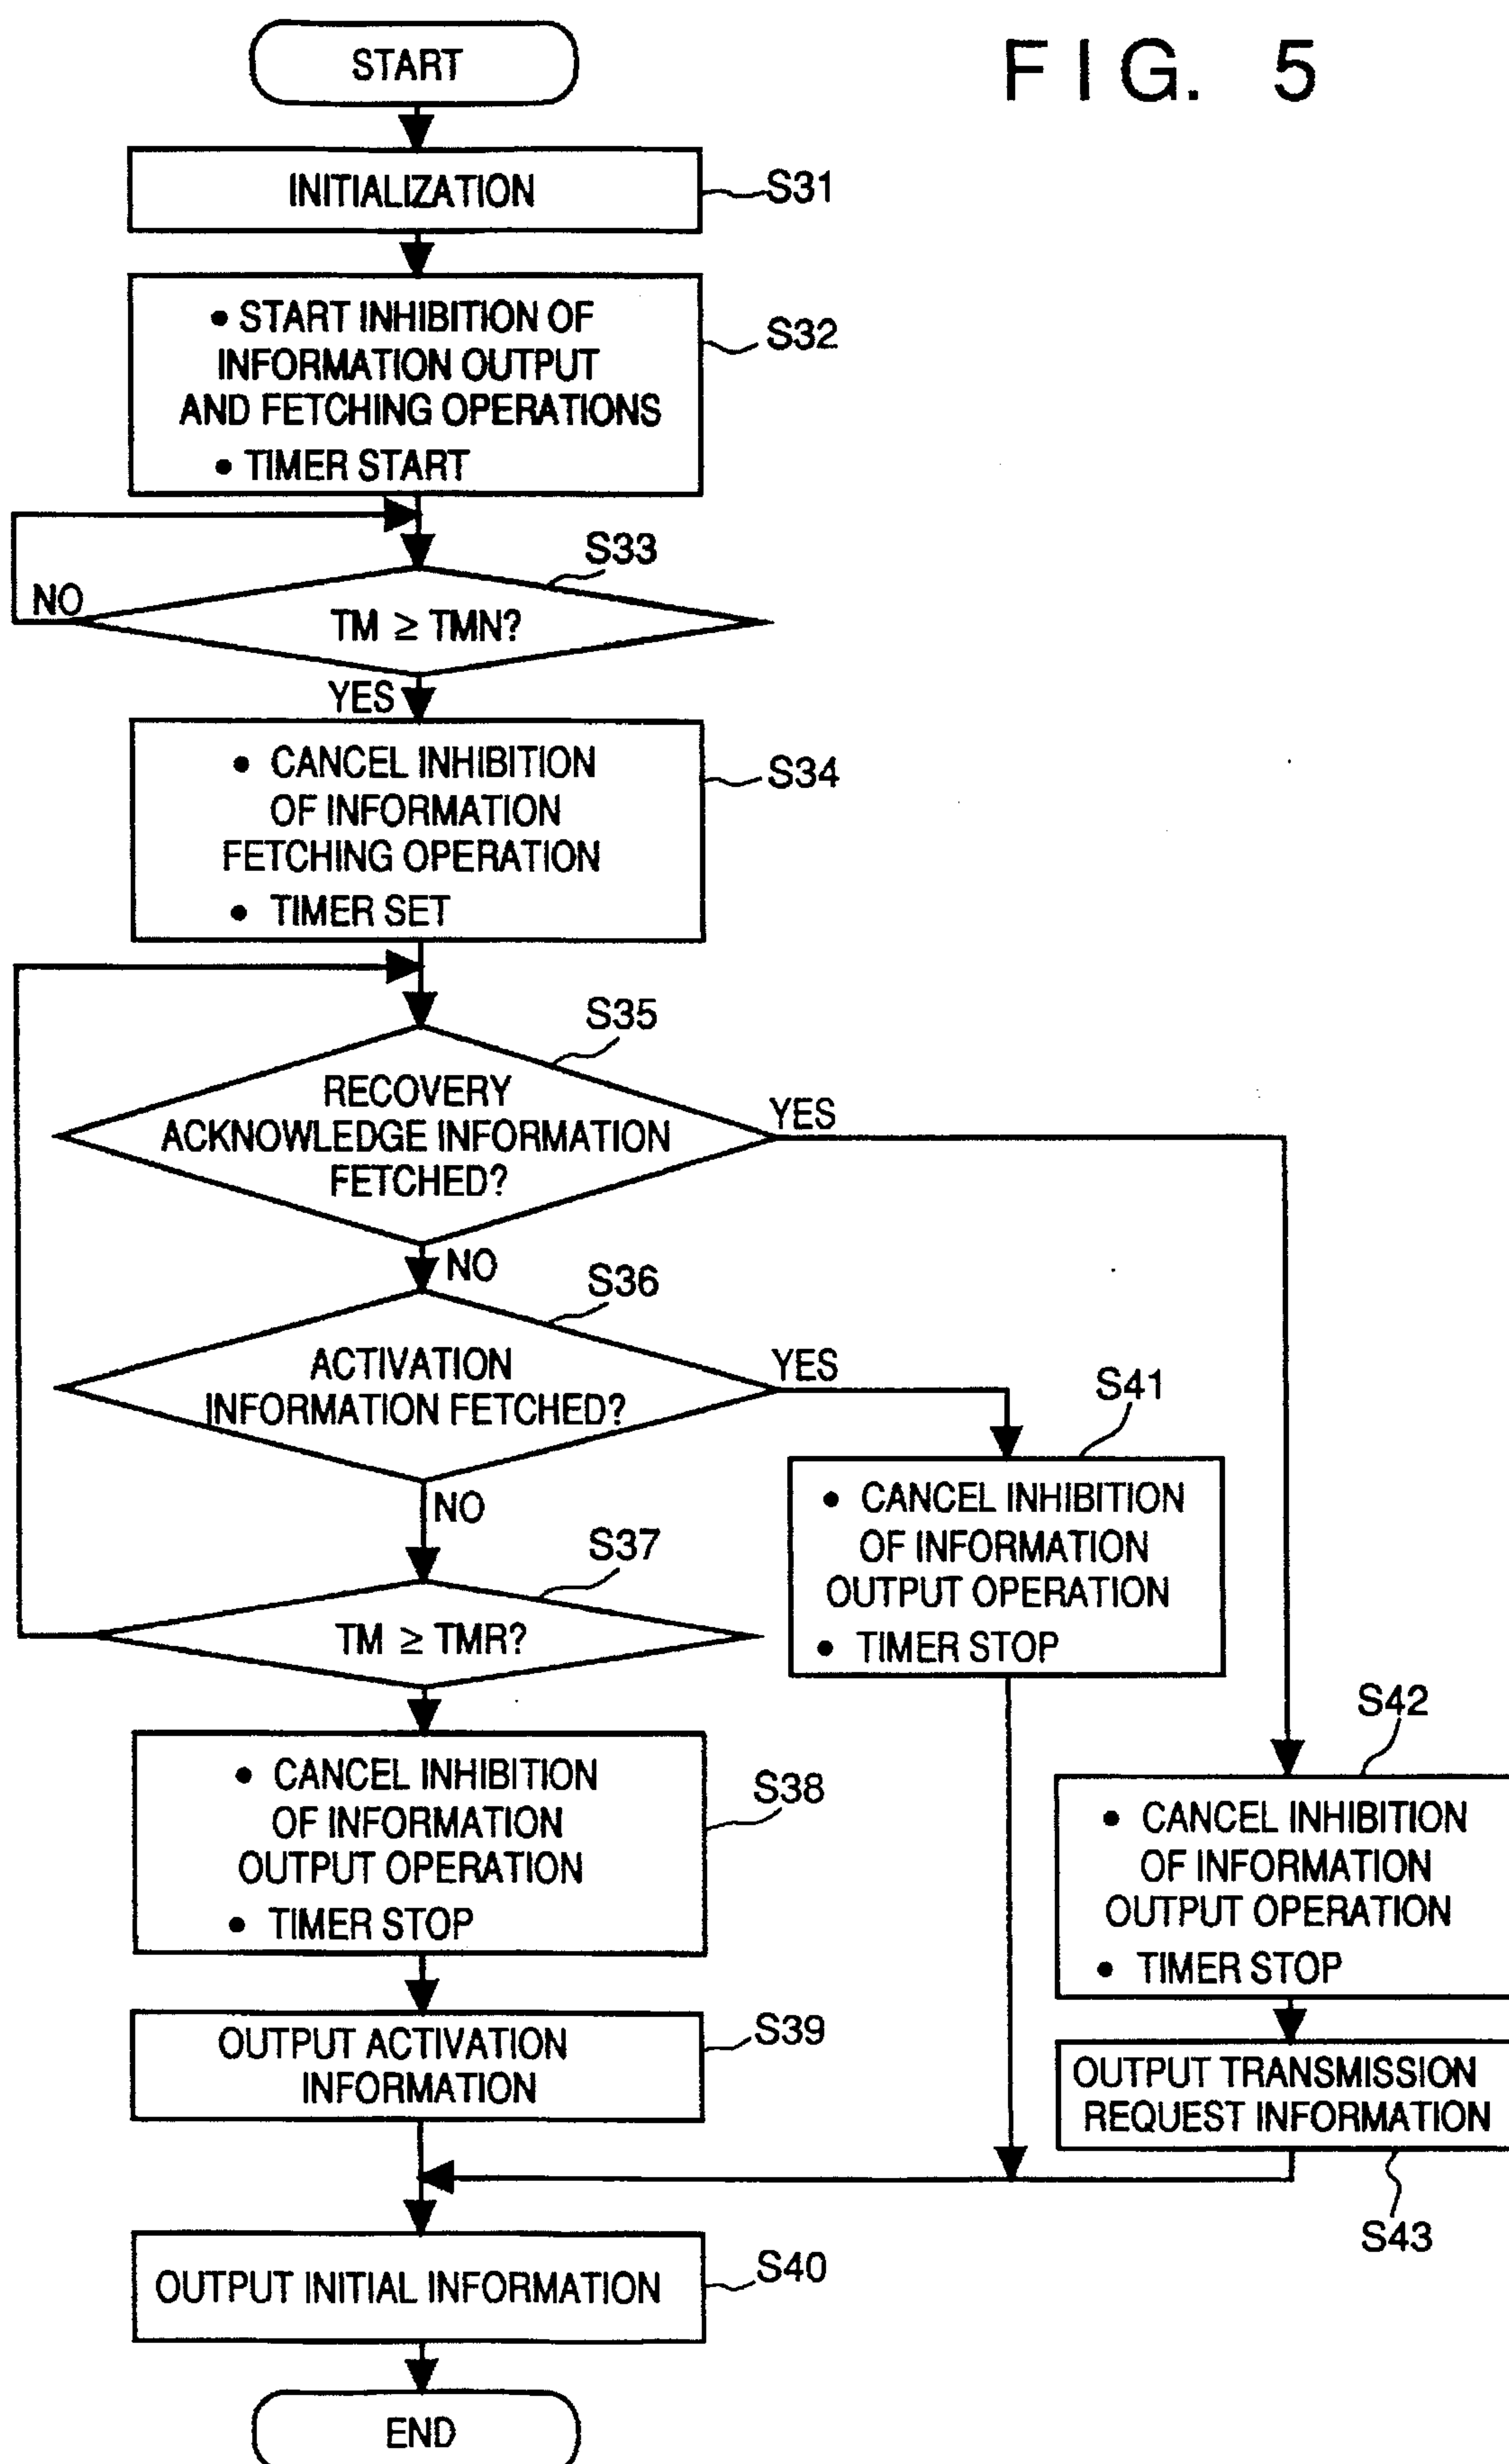 FIG. 5
START
INITIALIZATION
S31
● START INHIBITION OF
INFORMATION OUTPUT
AND FETCHING OPERATIONS
● TIMER START
S32
S33
NO
TM ≥ TMN?
YES
● CANCEL INHIBITION
OF INFORMATION
FETCHING OPERATION
● TIMER SET
S34
S35
RECOVERY
ACKNOWLEDGE INFORMATION
FETCHED?
YES
NO
S36
ACTIVATION
INFORMATION FETCHED?
YES
NO
S41
● CANCEL INHIBITION
OF INFORMATION
OUTPUT OPERATION
● TIMER STOP
S37
TM ≥ TMR?
S42
● CANCEL INHIBITION
OF INFORMATION
OUTPUT OPERATION
● TIMER STOP
S38
● CANCEL INHIBITION
OF INFORMATION
OUTPUT OPERATION
● TIMER STOP
OUTPUT ACTIVATION
INFORMATION
S39
OUTPUT TRANSMISSION
REQUEST INFORMATION
S43
OUTPUT INITIAL INFORMATION
S40
END